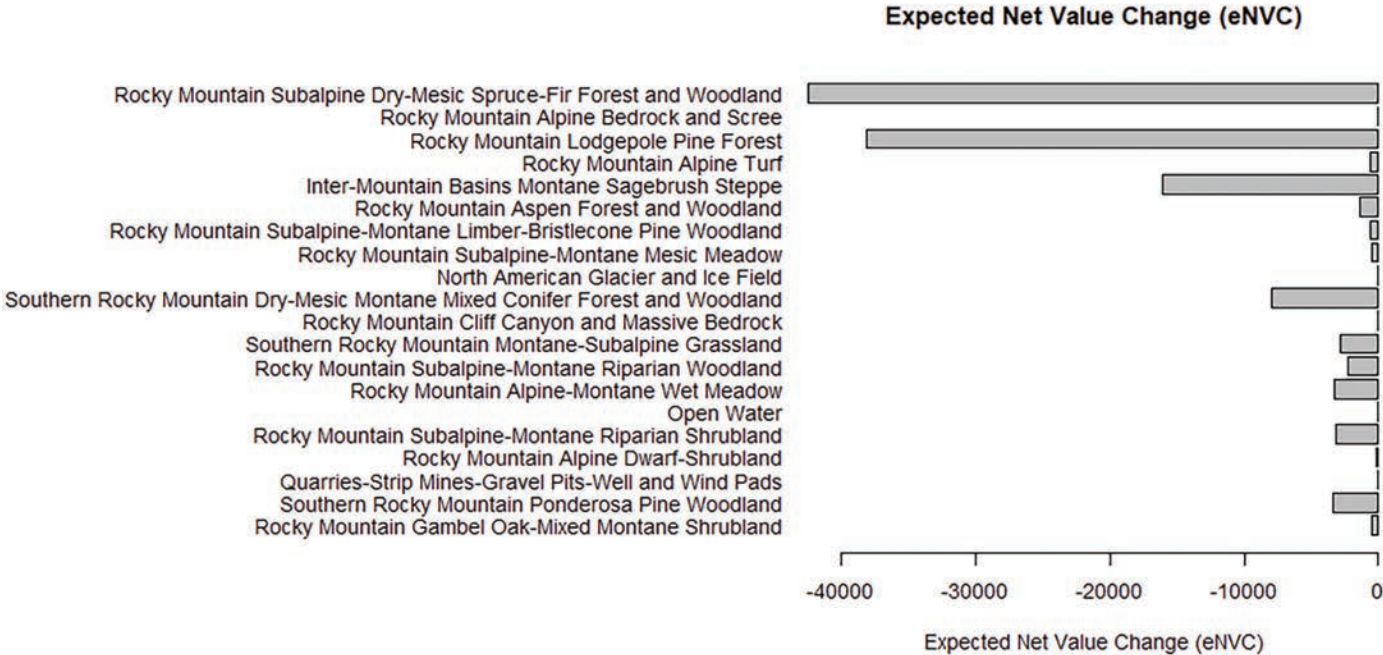 Expected Net Value Change (eNVC)
Rocky Mountain Subalpine Dry-Mesic Spruce-Fir Forest and Woodland
Rocky Mountain Alpine Bedrock and Scree
Rocky Mountain Lodgepole Pine Forest
Rocky Mountain Alpine Turf
Inter-Mountain Basins Montane Sagebrush Steppe
Rocky Mountain Aspen Forest and Woodland
Rocky Mountain Subalpine-Montane Limber-Bristlecone Pine Woodland
Rocky Mountain Subalpine-Montane Mesic Meadow
North American Glacier and Ice Field
Southern Rocky Mountain Dry-Mesic Montane Mixed Conifer Forest and Woodland
Rocky Mountain Cliff Canyon and Massive Bedrock
Southern Rocky Mountain Montane-Subalpine Grassland
Rocky Mountain Subalpine-Montane Riparian Woodland
Rocky Mountain Alpine-Montane Wet Meadow
Open Water
Rocky Mountain Subalpine-Montane Riparian Shrubland
Rocky Mountain Alpine Dwarf-Shrubland
Quarries-Strip Mines-Gravel Pits-Well and Wind Pads
Southern Rocky Mountain Ponderosa Pine Woodland
Rocky Mountain Gambel Oak-Mixed Montane Shrubland
-40000 -30000 -20000 -10000 0
Expected Net Value Change (eNVC)